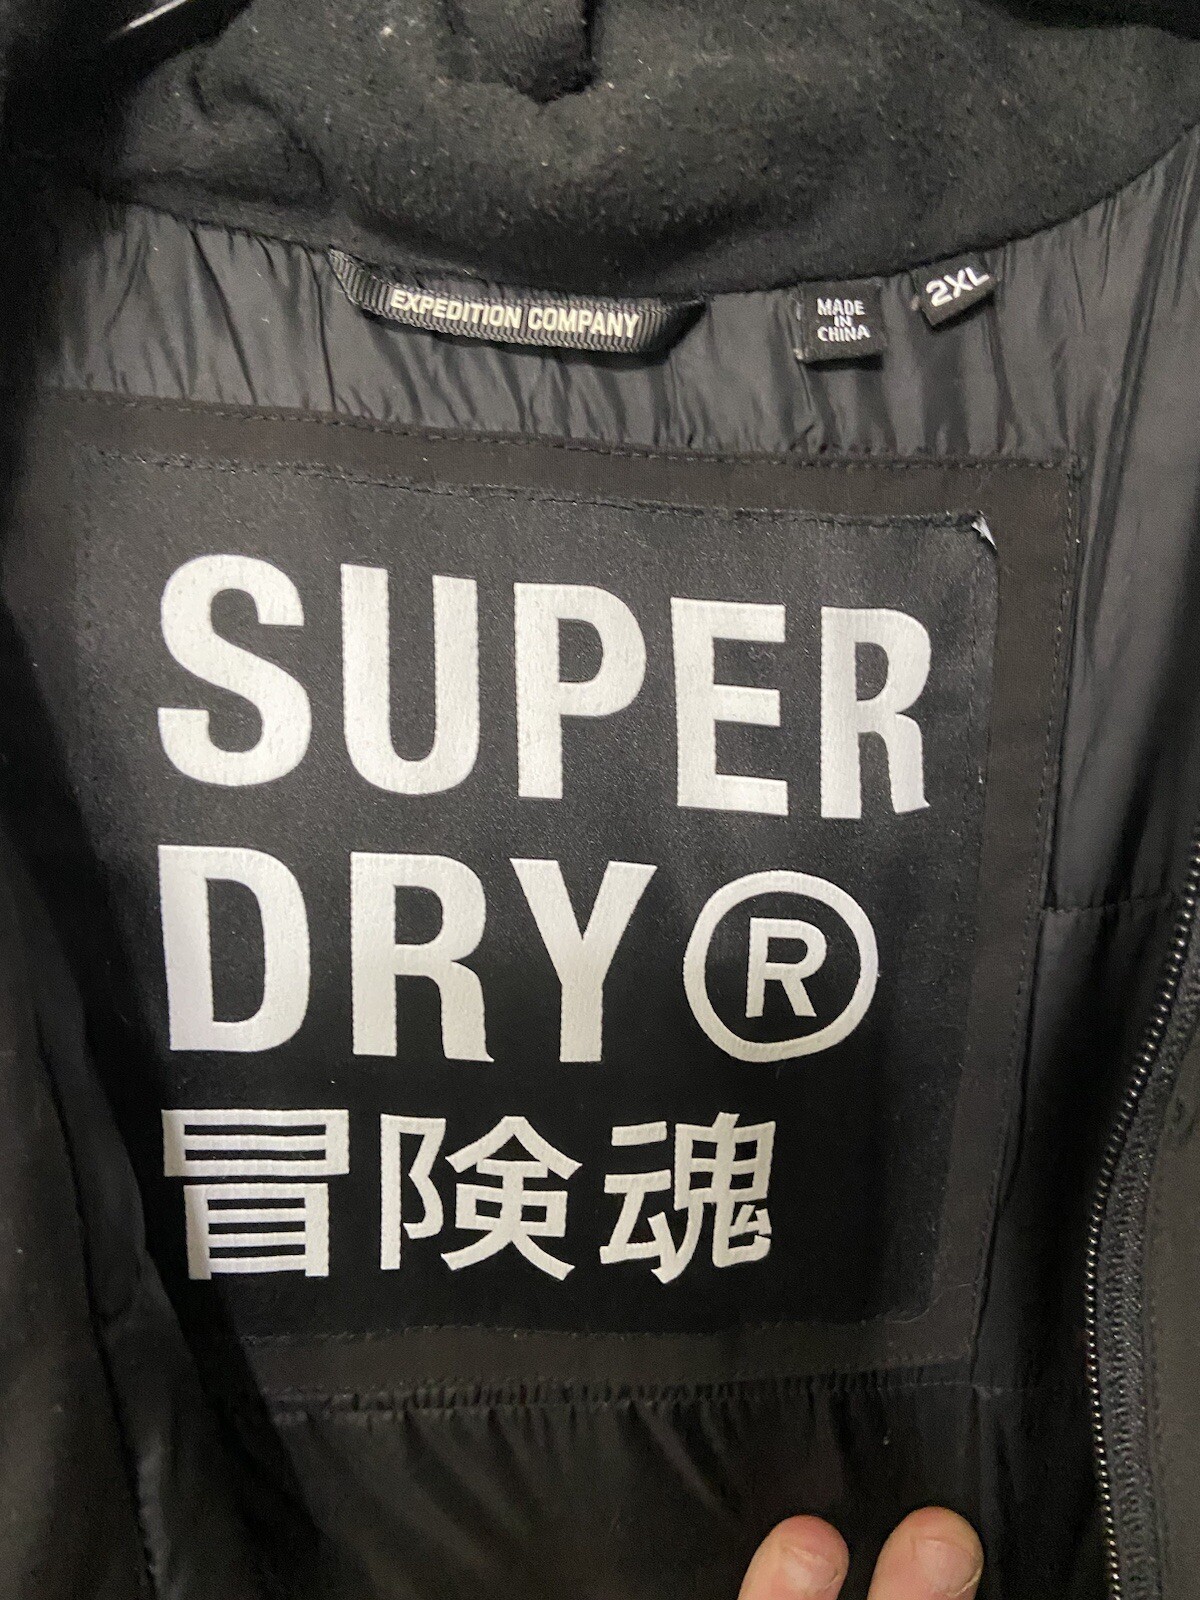 EXPEDITION COMPANY
MADE
IN
CHINA
2XL
SUPER
DRY®
冒険魂